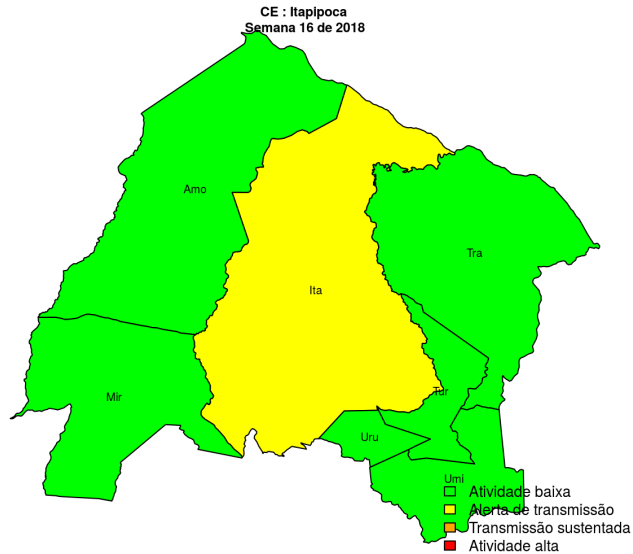 CE : Itapipoca
Semana 16 de 2018
Amo
Tra
Ita
Tur
Mir
Uru
Umi
Atividade baixa
Alerta de transmissão
Transmissão sustentada
Atividade alta